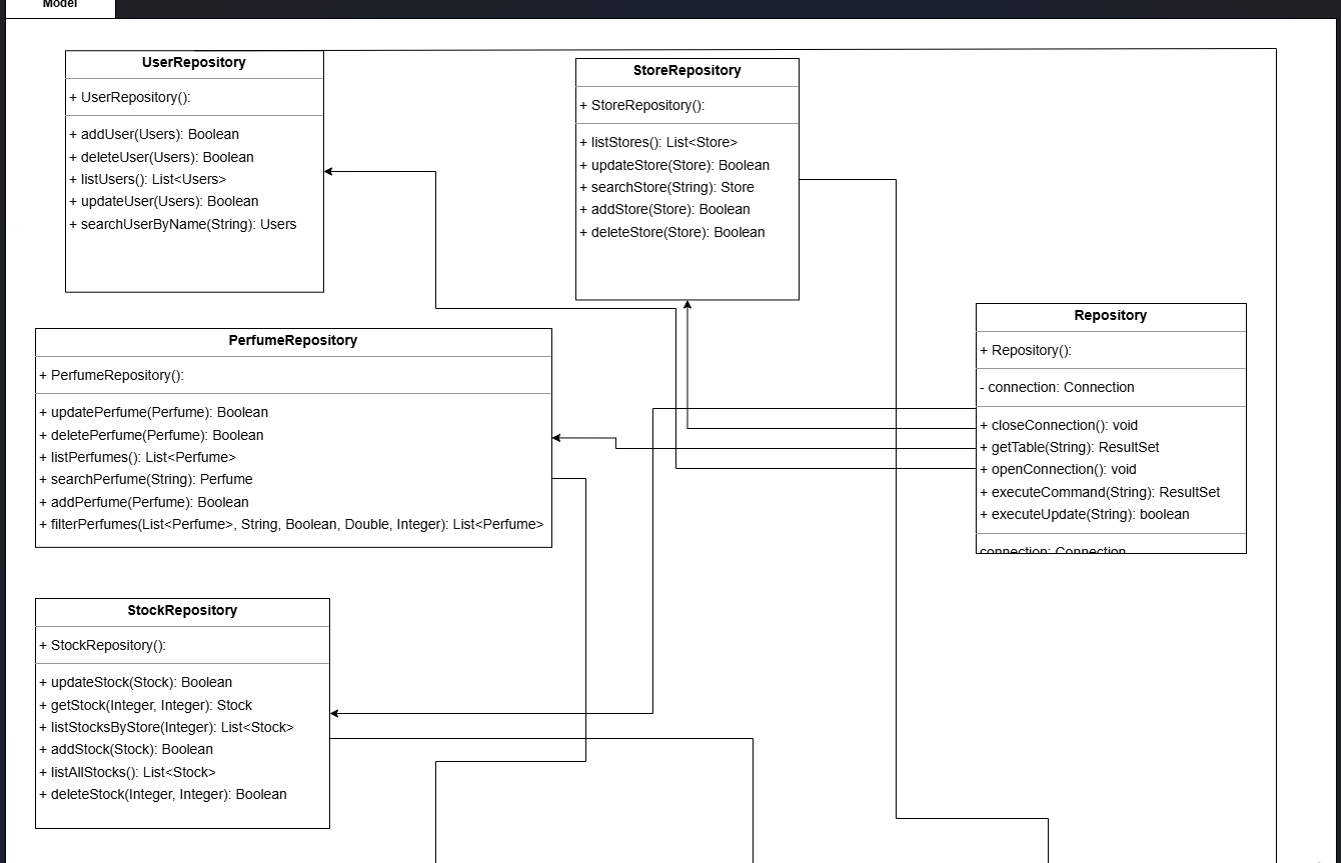 Model
UserRepository
+ UserRepository():
+ addUser(Users): Boolean
+ deleteUser(Users): Boolean
+ listUsers(): List<Users>
+ updateUser(Users): Boolean
+ searchUserByName(String): Users
StoreRepository
+ StoreRepository():
+ listStores(): List<Store>
+ updateStore(Store): Boolean
+ searchStore(String): Store
+ addStore(Store): Boolean
+ deleteStore(Store): Boolean
Repository
+ Repository():
- connection: Connection
+ closeConnection(): void
+ getTable(String): ResultSet
+ openConnection(): void
+ executeCommand(String): ResultSet
+ executeUpdate(String): boolean
connection: Connection
PerfumeRepository
+ PerfumeRepository():
+ updatePerfume(Perfume): Boolean
+ deletePerfume(Perfume): Boolean
+ listPerfumes(): List<Perfume>
+ searchPerfume(String): Perfume
+ addPerfume(Perfume): Boolean
+ filterPerfumes(List<Perfume>, String, Boolean, Double, Integer): List<Perfume>
StockRepository
+ StockRepository():
+ updateStock(Stock): Boolean
+ getStock(Integer, Integer): Stock
+ listStocksByStore(Integer): List<Stock>
+ addStock(Stock): Boolean
+ listAllStocks(): List<Stock>
+ deleteStock(Integer, Integer): Boolean